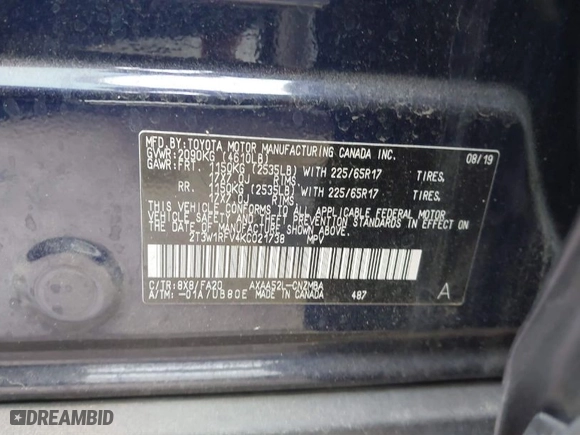 MFD.BY:TOYOTA MOTOR MANUFACTURING CANADA INC.
GVWR:2090KG (4610LB) 08/19
GAWR:FRT. 1150KG (2535LB) WITH 225/65R17 TIRES.
17X7.0J RIMS
RR. 1150KG (2535LB) WITH 225/65R17 TIRES.
17X7.0J RIMS
THIS VEHICLE CONFORMS TO ALL APPLICABLE FEDERAL MOTOR
VEHICLE SAFETY AND THEFT PREVENTION STANDARDS IN EFFECT ON
THE DATE OF MANUFACTURE SHOWN ABOVE.
2T3W1RFV4KC021738 MPV
C/TR:8X8/FA20 AXAA52L-CNZMBA
A/TM:-01A/UB80E MADE IN CANADA 487 A
DREAMBID